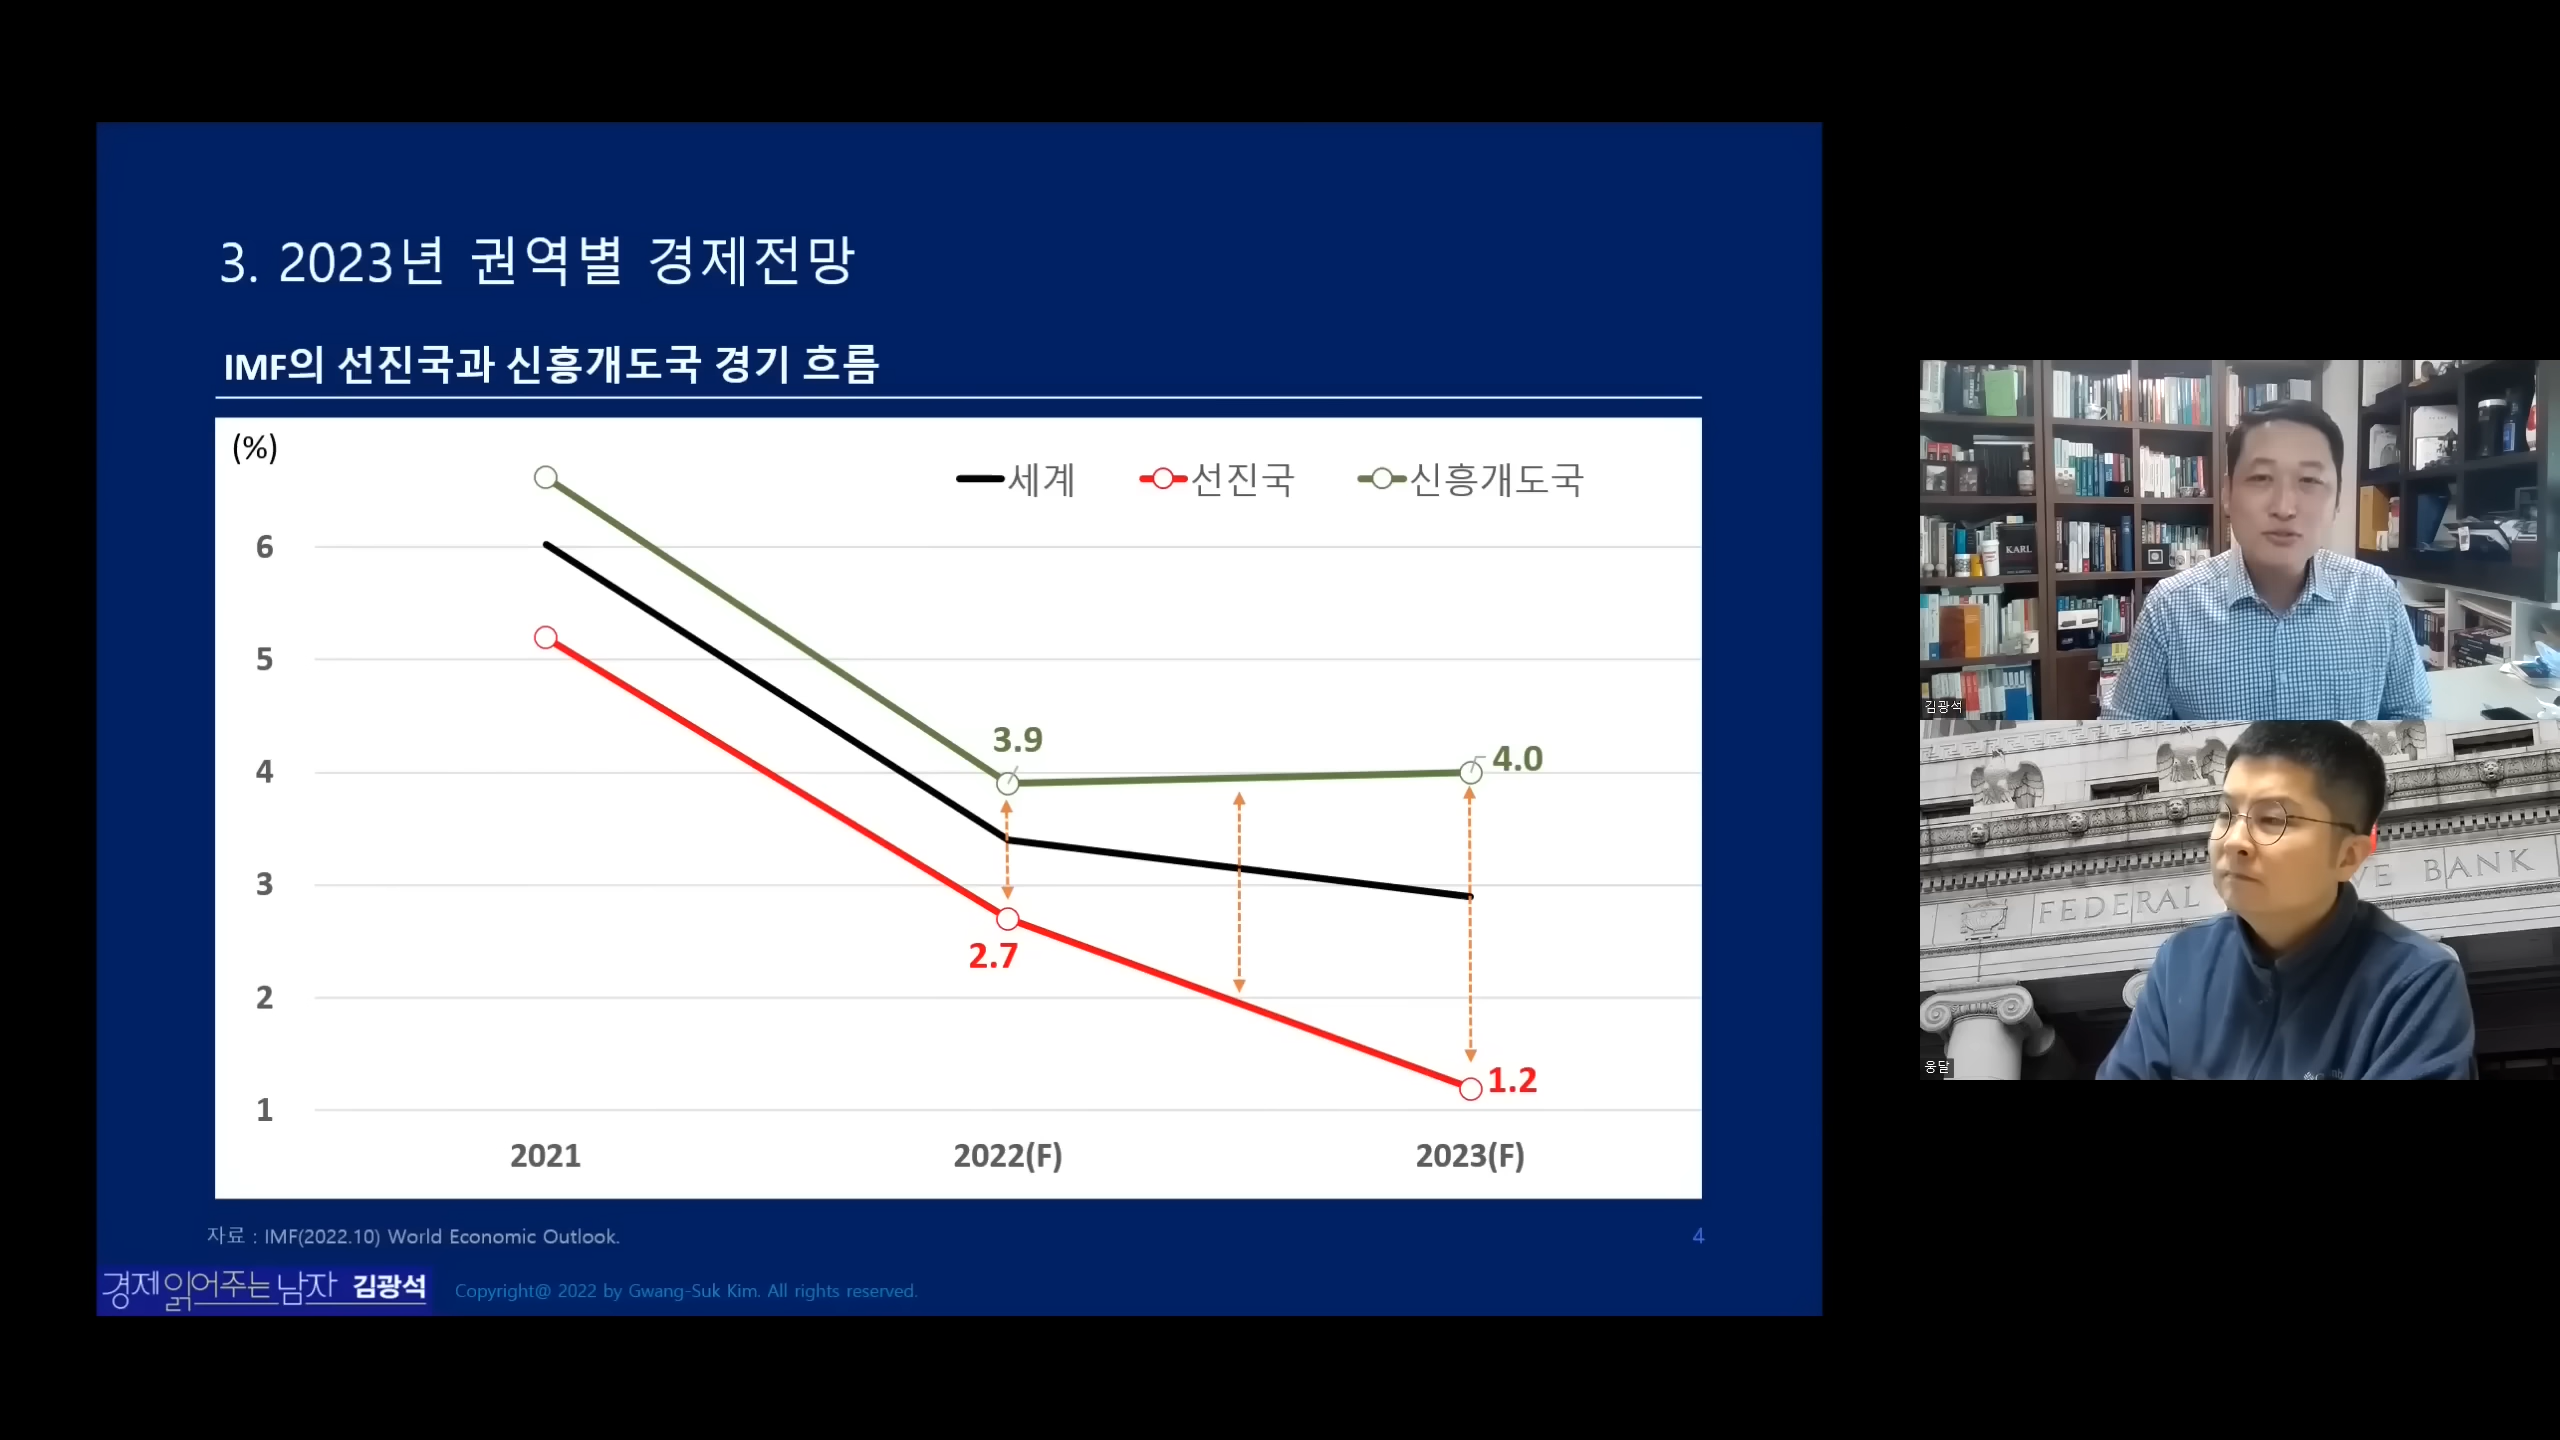 3. 2023년 권역별 경제전망
IMF의 선진국과 신흥개도국 경기 흐름
(%)
세계 선진국 신흥개도국
6
5
4
3
2
1
3.9
4.0
2.7
1.2
2021 2022(F) 2023(F)
자료 : IMF(2022.10) World Economic Outlook.
4
경제 읽어주는 남자 김광석
Copyright@ 2022 by Gwang-Suk Kim. All rights reserved.
KARL
김광석
FEDERAL VE BANK
웅달